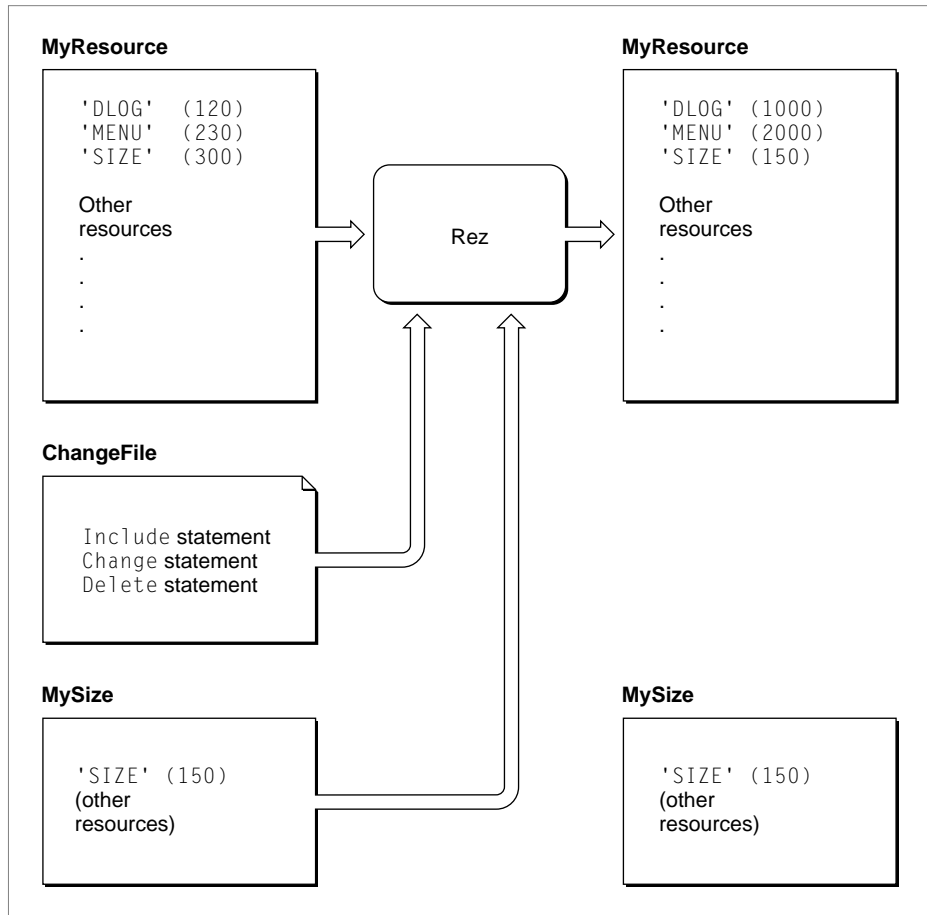 MyResource
'DLOG' (120)
'MENU' (230)
'SIZE' (300)
Other
resources
.
.
.
.
Rez
MyResource
'DLOG' (1000)
'MENU' (2000)
'SIZE' (150)
Other
resources
.
.
.
.
ChangeFile
Include statement
Change statement
Delete statement
MySize
'SIZE' (150)
(other
resources)
MySize
'SIZE' (150)
(other
resources)